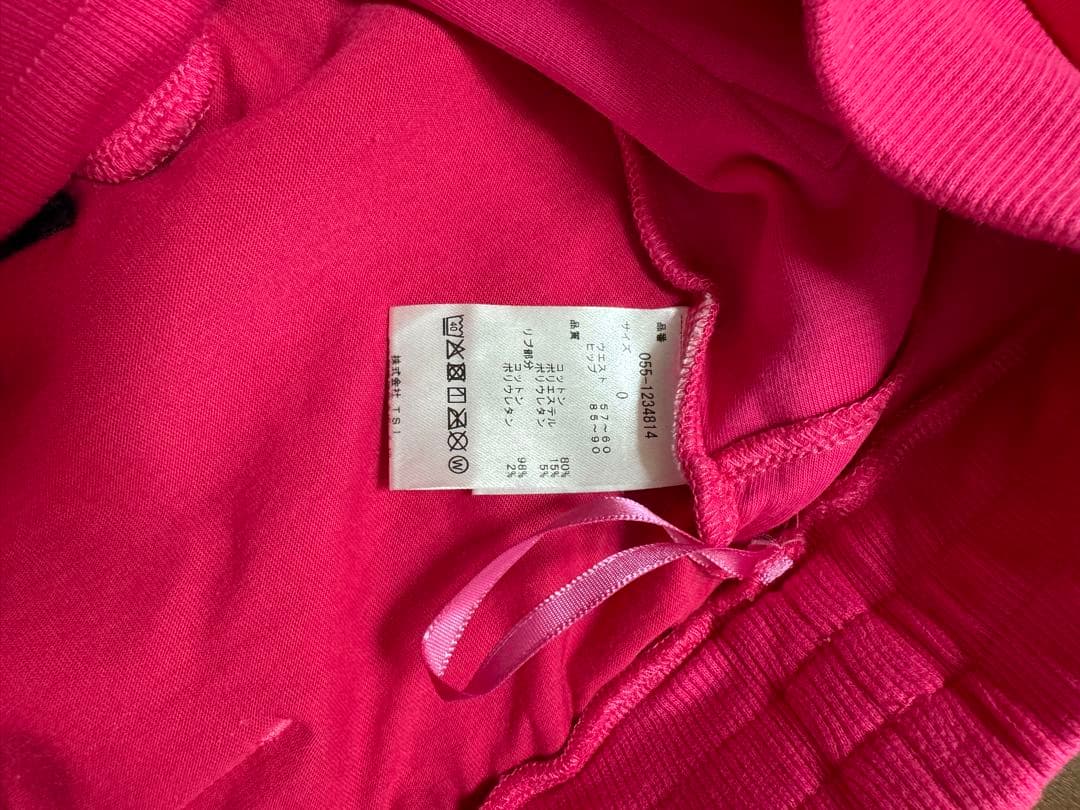 品番
055-1234814
サイズ 0
ウエスト 57~60
ヒップ 85~90
品質
コットン 80%
ポリエステル 15%
ポリウレタン 5%
リブ部分
コットン 98%
ポリウレタン 2%
40
W
株式会社 TSI